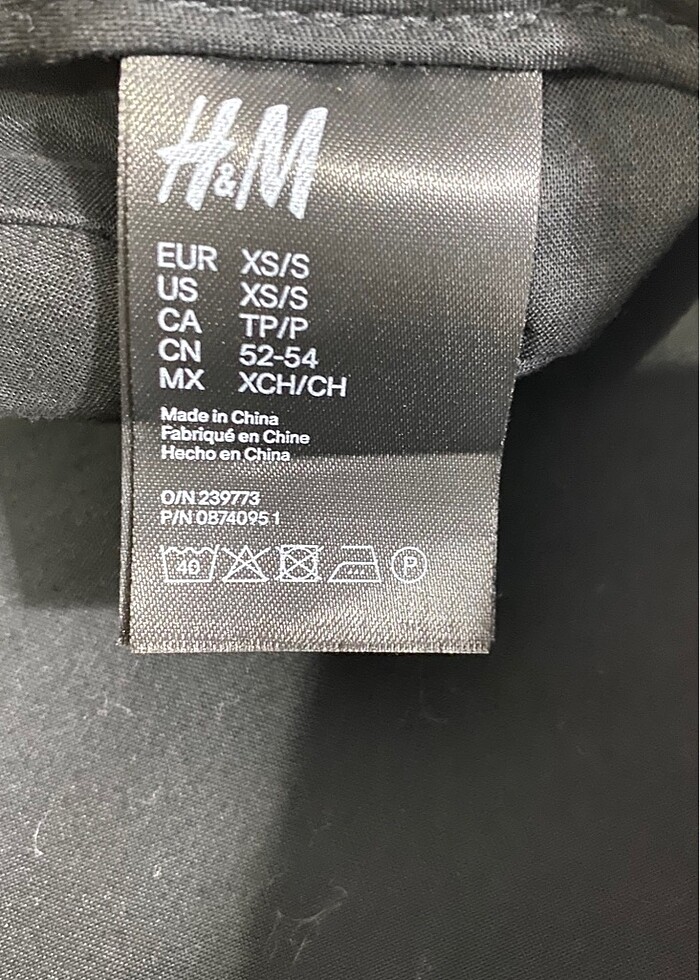 H&M
EUR XS/S
US XS/S
CA TP/P
CN 52-54
MX XCH/CH
Made in China
Fabriqué en Chine
Hecho en China
O/N 239773
P/N 0874095 1
40 P